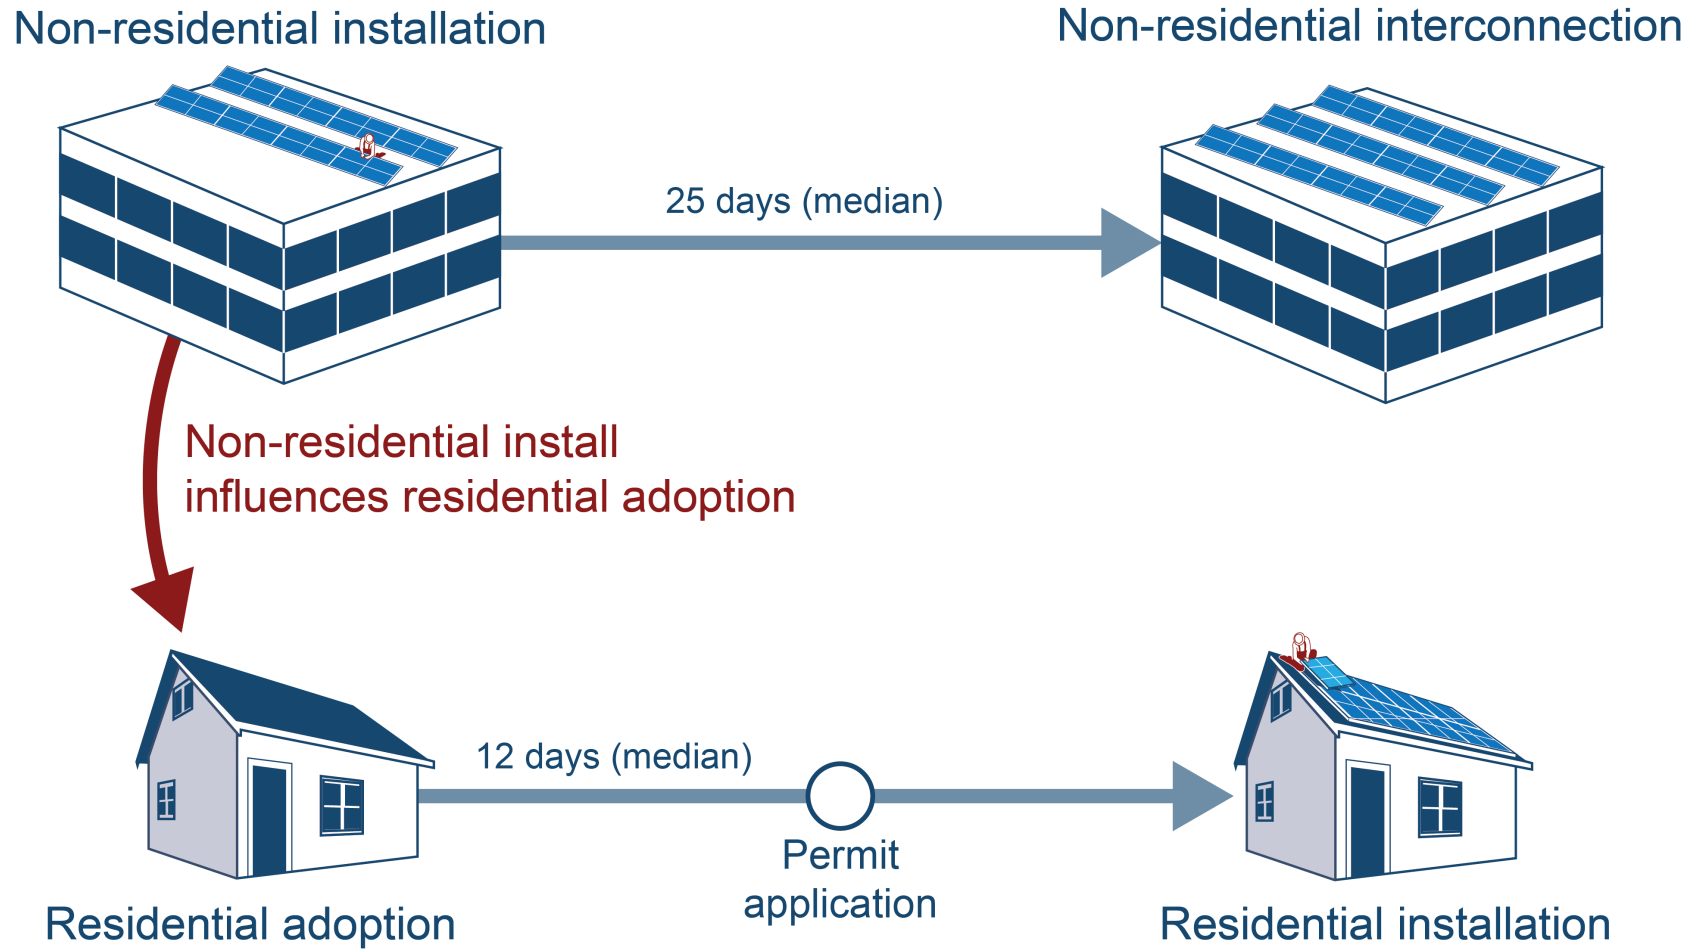 Non-residential installation
Non-residential interconnection
25 days (median)
Non-residential install
influences residential adoption
12 days (median)
Permit
application
Residential adoption
Residential installation